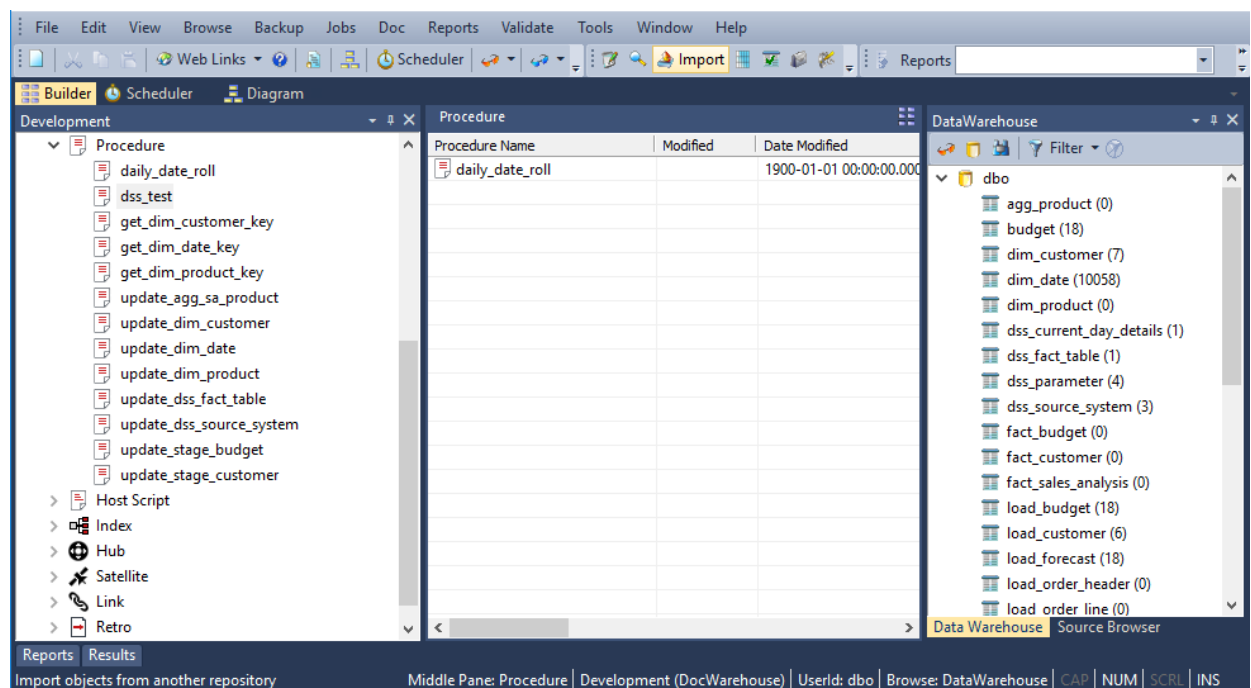 File Edit View Browse Backup Jobs Doc Reports Validate Tools Window Help
Web Links Scheduler Import Reports
Builder Scheduler Diagram
Development
Procedure
daily_date_roll
dss_test
get_dim_customer_key
get_dim_date_key
get_dim_product_key
update_agg_sa_product
update_dim_customer
update_dim_date
update_dim_product
update_dss_fact_table
update_dss_source_system
update_stage_budget
update_stage_customer
Host Script
Index
Hub
Satellite
Link
Retro
Procedure
Procedure Name Modified Date Modified
daily_date_roll 1900-01-01 00:00:00.000
DataWarehouse
Filter
dbo
agg_product (0)
budget (18)
dim_customer (7)
dim_date (10058)
dim_product (0)
dss_current_day_details (1)
dss_fact_table (1)
dss_parameter (4)
dss_source_system (3)
fact_budget (0)
fact_customer (0)
fact_sales_analysis (0)
load_budget (18)
load_customer (6)
load_forecast (18)
load_order_header (0)
load_order_line (0)
Data Warehouse Source Browser
Reports Results
Import objects from another repository Middle Pane: Procedure Development (DocWarehouse) UserId: dbo Browse: DataWarehouse CAP NUM SCRL INS